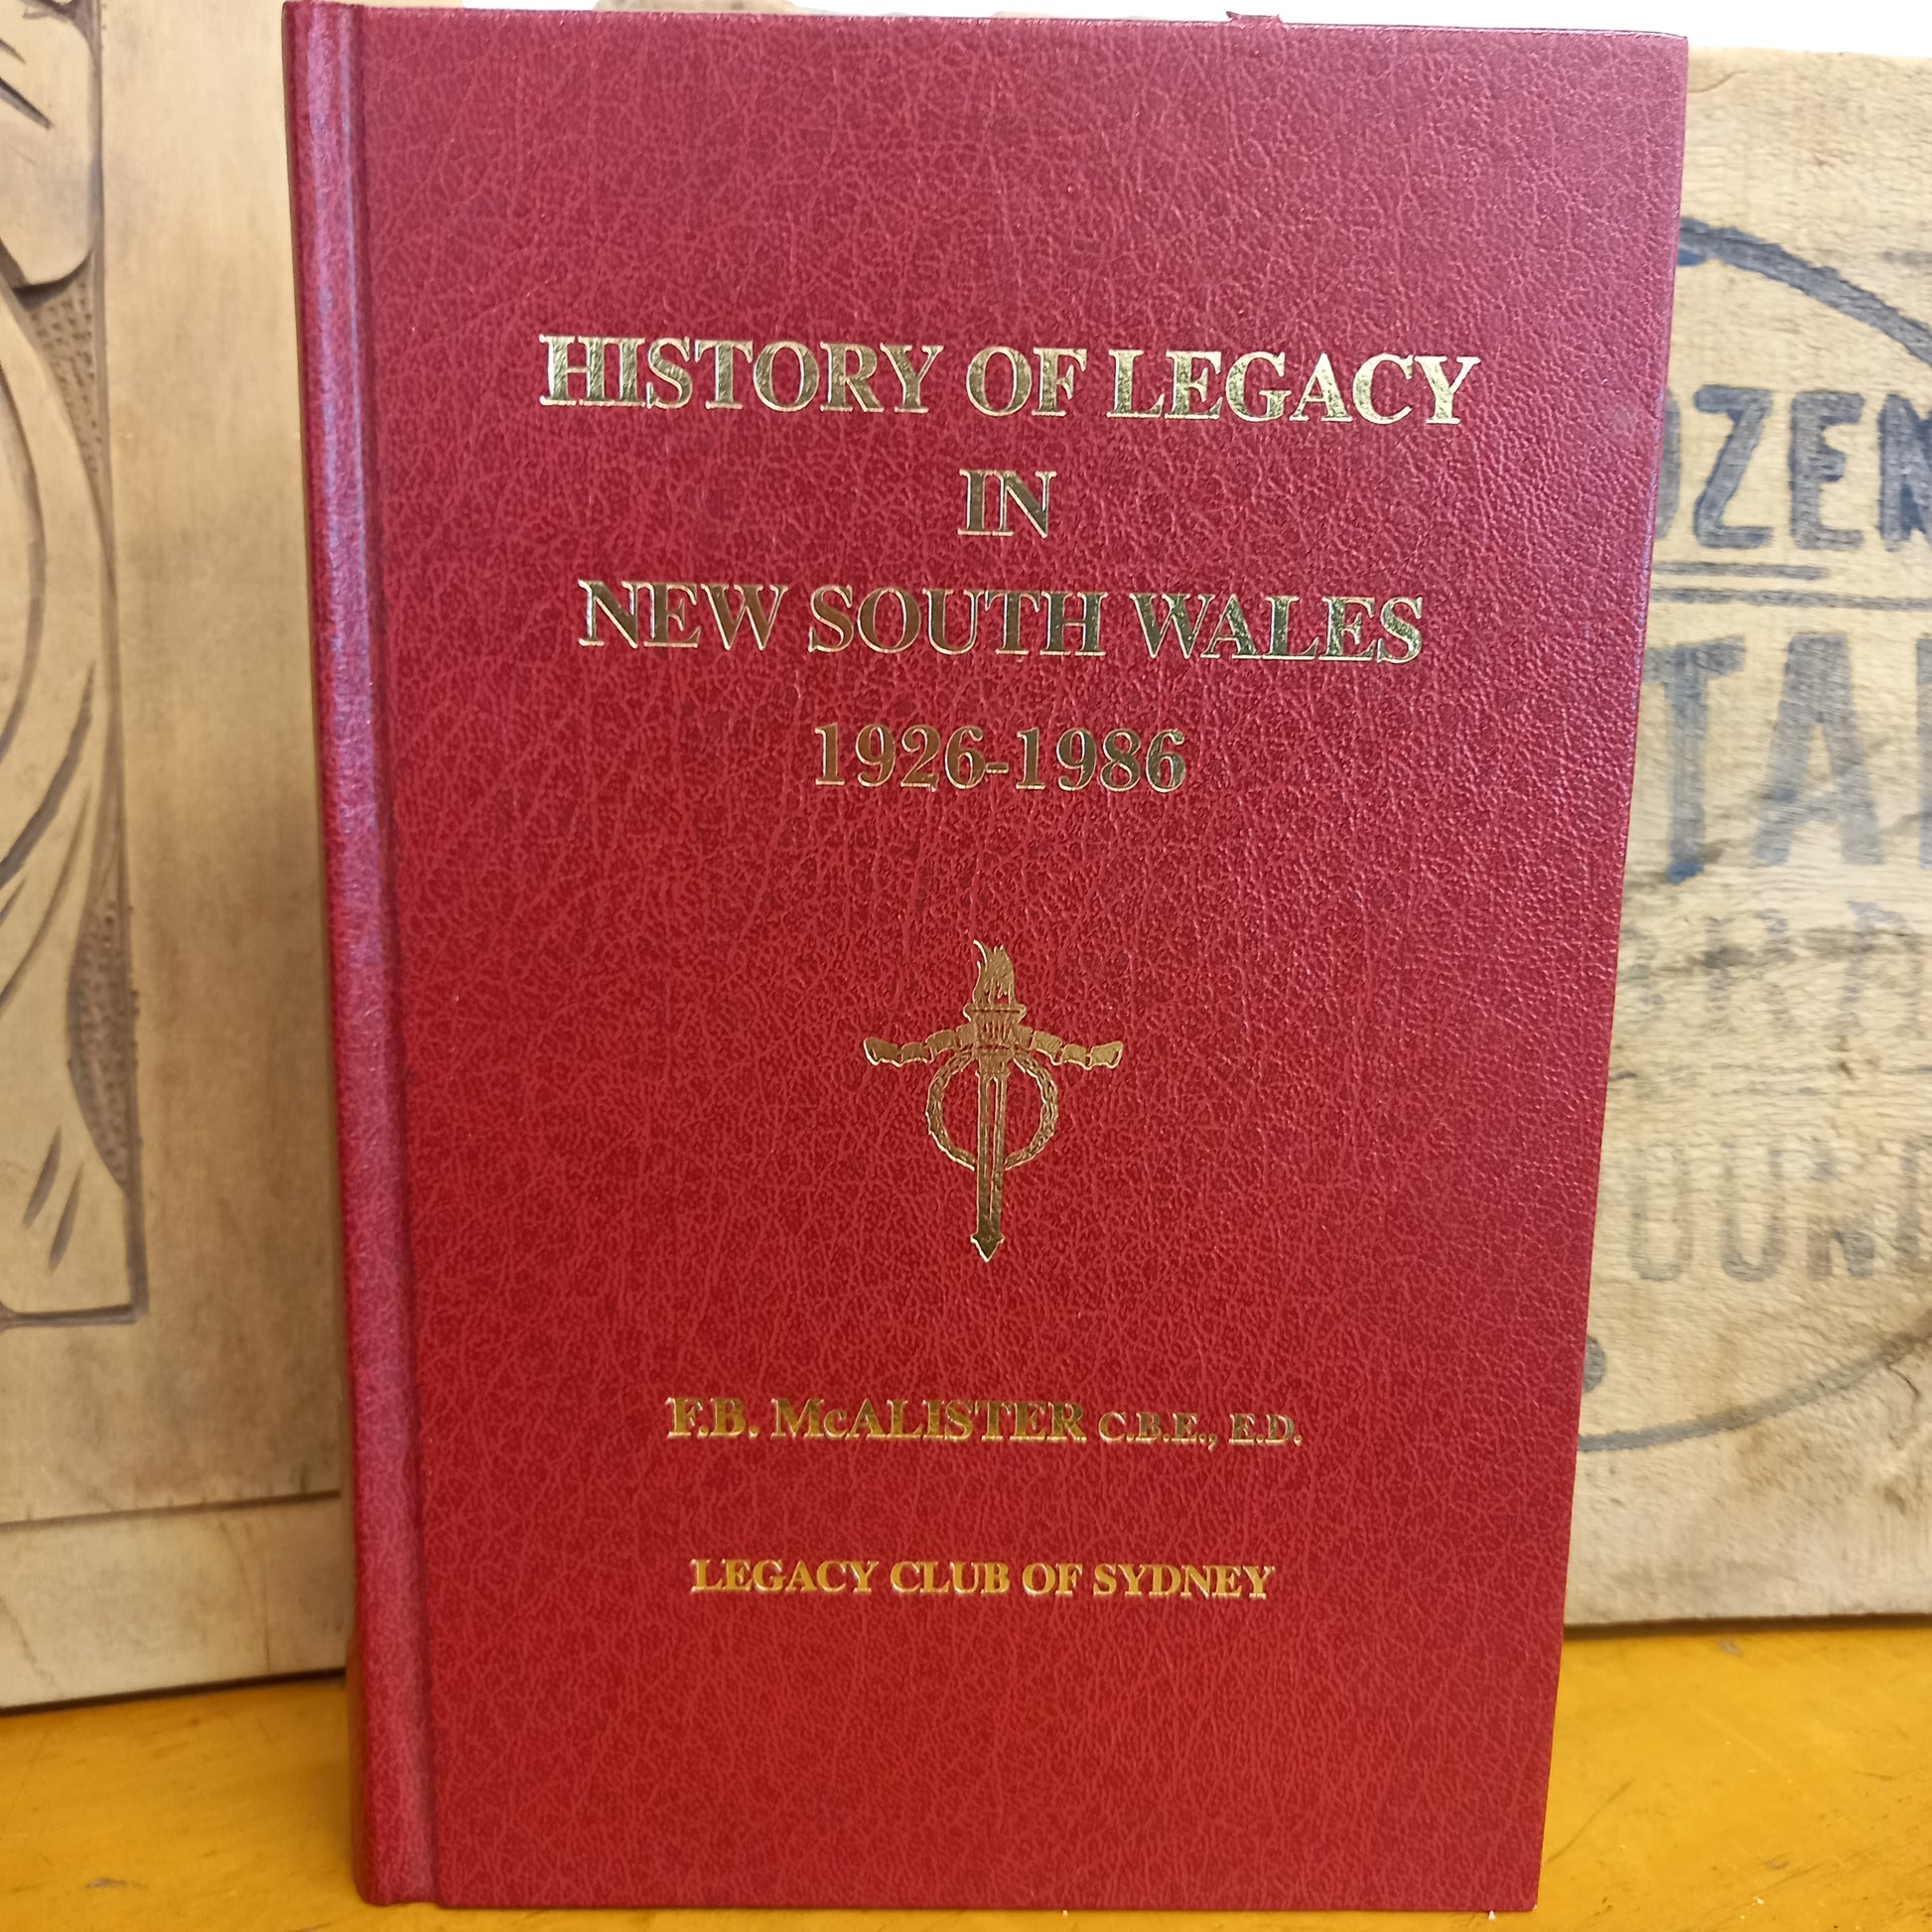 HISTORY OF LEGACY
IN
NEW SOUTH WALES
1926-1986
F.B. McALISTER C.B.E., E.D.
LEGACY CLUB OF SYDNEY